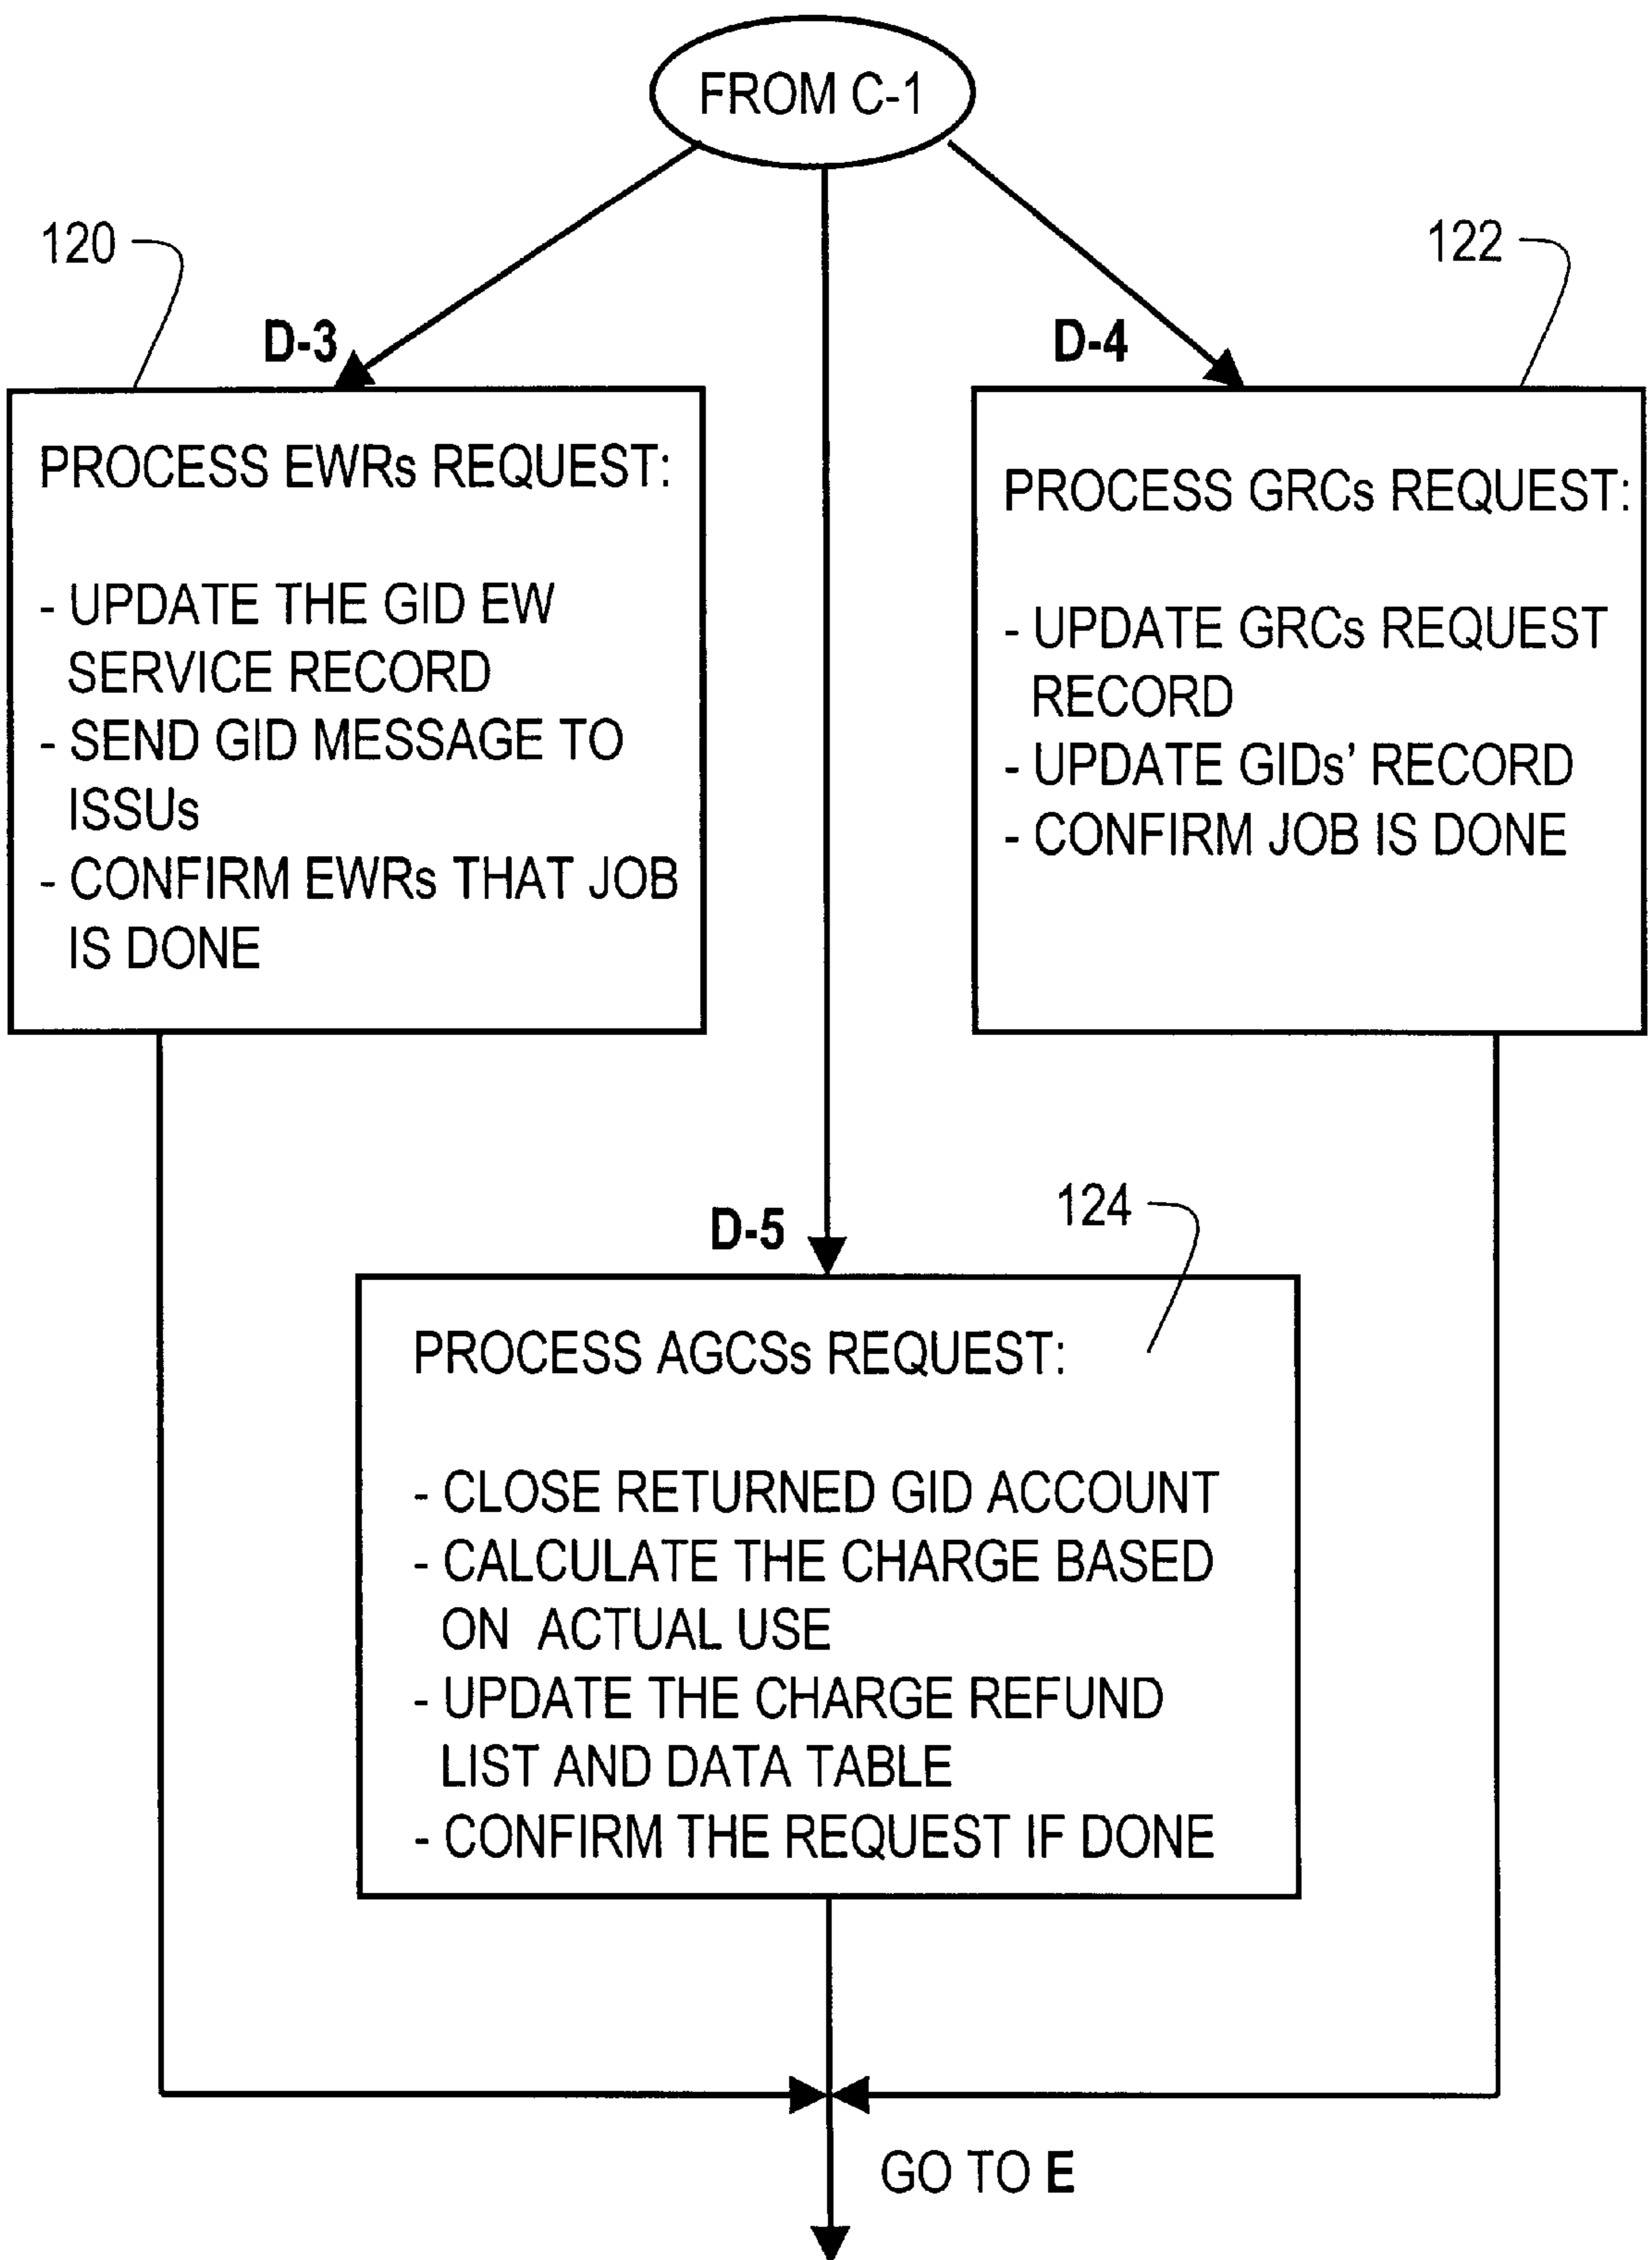 FROM C-1
120
122
D-3
D-4
PROCESS EWRs REQUEST:
- UPDATE THE GID EW
SERVICE RECORD
- SEND GID MESSAGE TO
ISSUs
- CONFIRM EWRs THAT JOB
IS DONE
PROCESS GRCs REQUEST:
- UPDATE GRCs REQUEST
RECORD
- UPDATE GIDs' RECORD
- CONFIRM JOB IS DONE
D-5
124
PROCESS AGCSs REQUEST:
- CLOSE RETURNED GID ACCOUNT
- CALCULATE THE CHARGE BASED
ON ACTUAL USE
- UPDATE THE CHARGE REFUND
LIST AND DATA TABLE
- CONFIRM THE REQUEST IF DONE
GO TO E